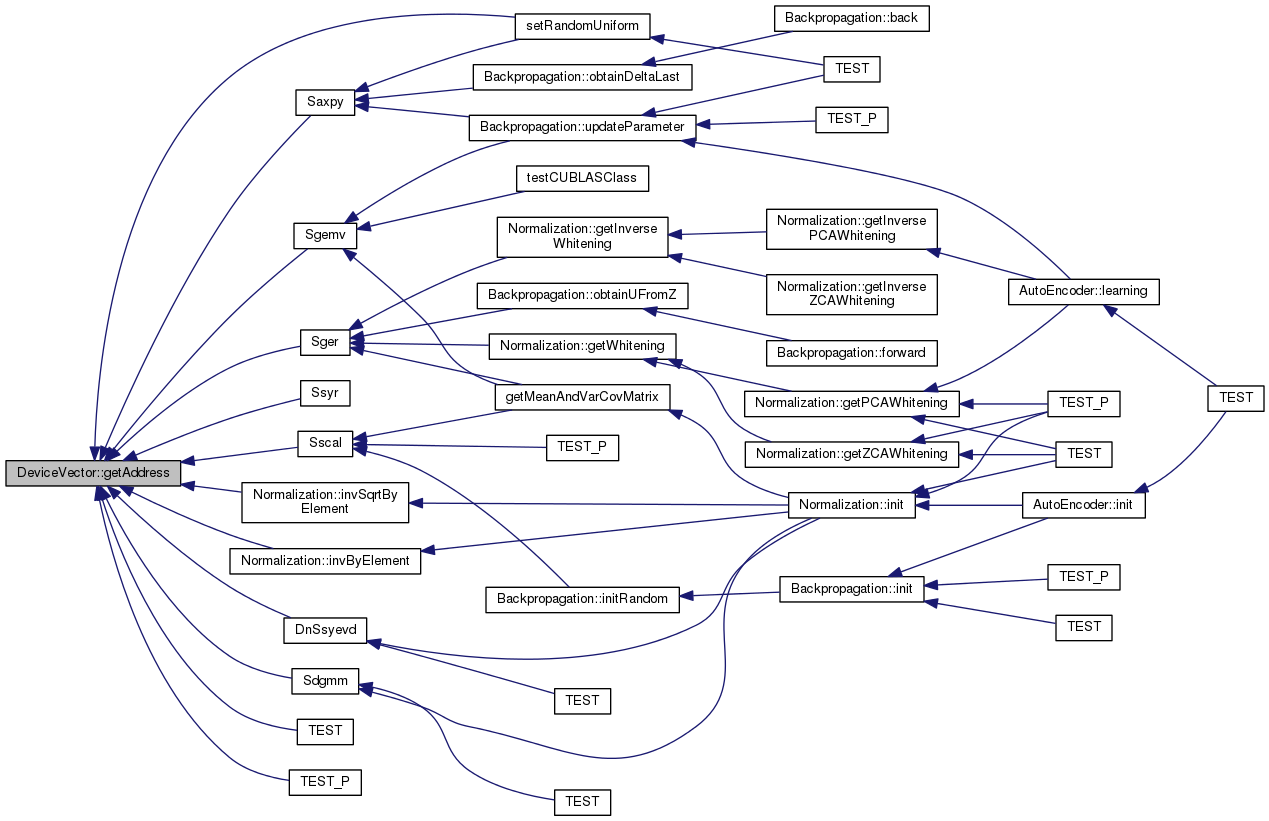 DeviceVector::getAddress
setRandomUniform
Saxpy
Backpropagation::obtainDeltaLast
Backpropagation::back
TEST
Backpropagation::updateParameter
TEST_P
testCUBLASClass
Sgemv
Normalization::getInverse
Whitening
Normalization::getInverse
PCAWhitening
Normalization::getInverse
ZCAWhitening
Backpropagation::obtainUFromZ
Backpropagation::forward
AutoEncoder::learning
Sger
Normalization::getWhitening
getMeanAndVarCovMatrix
Normalization::getPCAWhitening
TEST_P
TEST
Ssyr
Sscal
TEST_P
Normalization::getZCAWhitening
TEST
Normalization::invSqrtBy
Element
Normalization::init
AutoEncoder::init
Normalization::invByElement
Backpropagation::initRandom
Backpropagation::init
TEST_P
TEST
DnSsyevd
Sdgmm
TEST
TEST
TEST_P
TEST